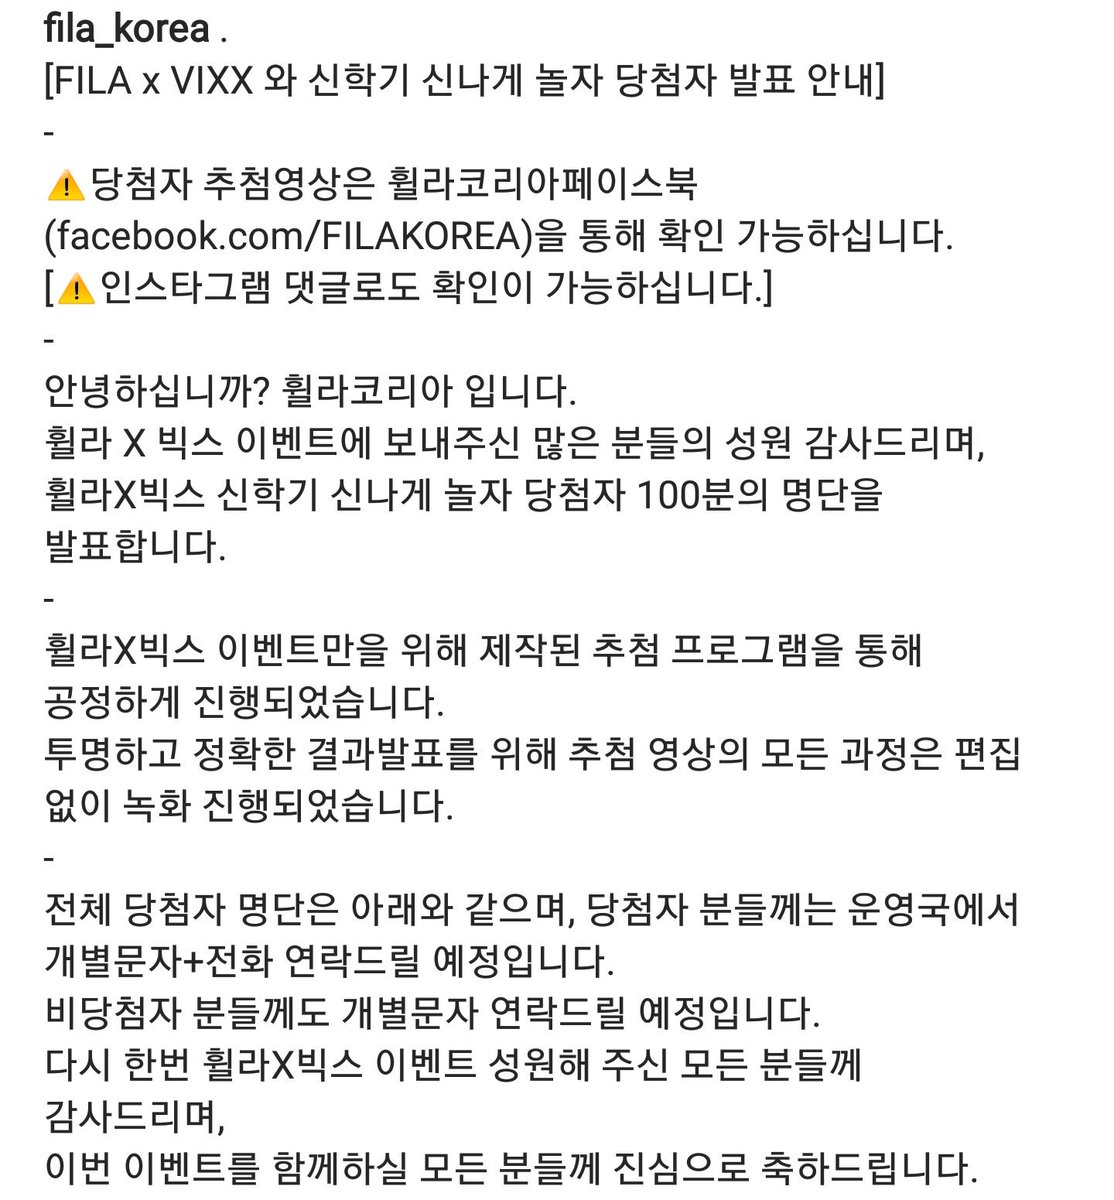 fila_korea .
[FILA x VIXX 와 신학기 신나게 놀자 당첨자 발표 안내]
-
⚠️당첨자 추첨영상은 휠라코리아페이스북
(facebook.com/FILAKOREA)을 통해 확인 가능하십니다.
[⚠️인스타그램 댓글로도 확인이 가능하십니다.]
-
안녕하십니까? 휠라코리아 입니다.
휠라 X 빅스 이벤트에 보내주신 많은 분들의 성원 감사드리며,
휠라X빅스 신학기 신나게 놀자 당첨자 100분의 명단을
발표합니다.
-
휠라X빅스 이벤트만을 위해 제작된 추첨 프로그램을 통해
공정하게 진행되었습니다.
투명하고 정확한 결과발표를 위해 추첨 영상의 모든 과정은 편집
없이 녹화 진행되었습니다.
-
전체 당첨자 명단은 아래와 같으며, 당첨자 분들께는 운영국에서
개별문자+전화 연락드릴 예정입니다.
비당첨자 분들께도 개별문자 연락드릴 예정입니다.
다시 한번 휠라X빅스 이벤트 성원해 주신 모든 분들께
감사드리며,
이번 이벤트를 함께하실 모든 분들께 진심으로 축하드립니다.